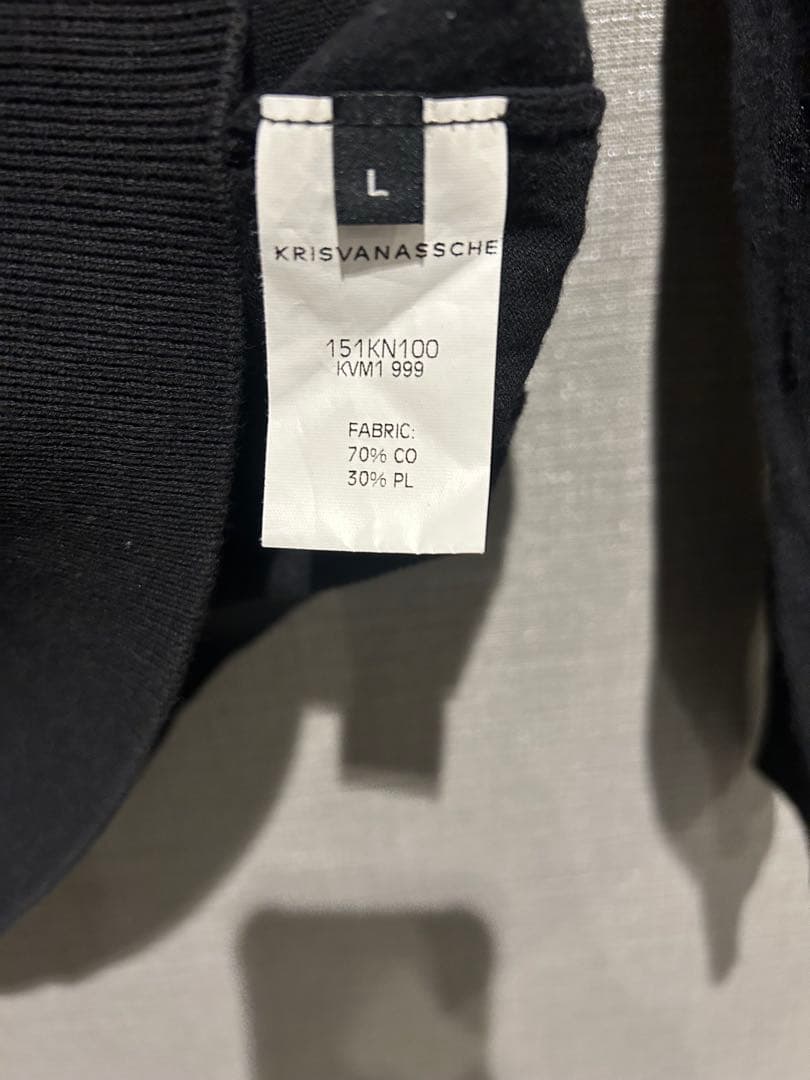 L
KRISVANASSCHE
151KN100
KVM1 999
FABRIC:
70% CO
30% PL